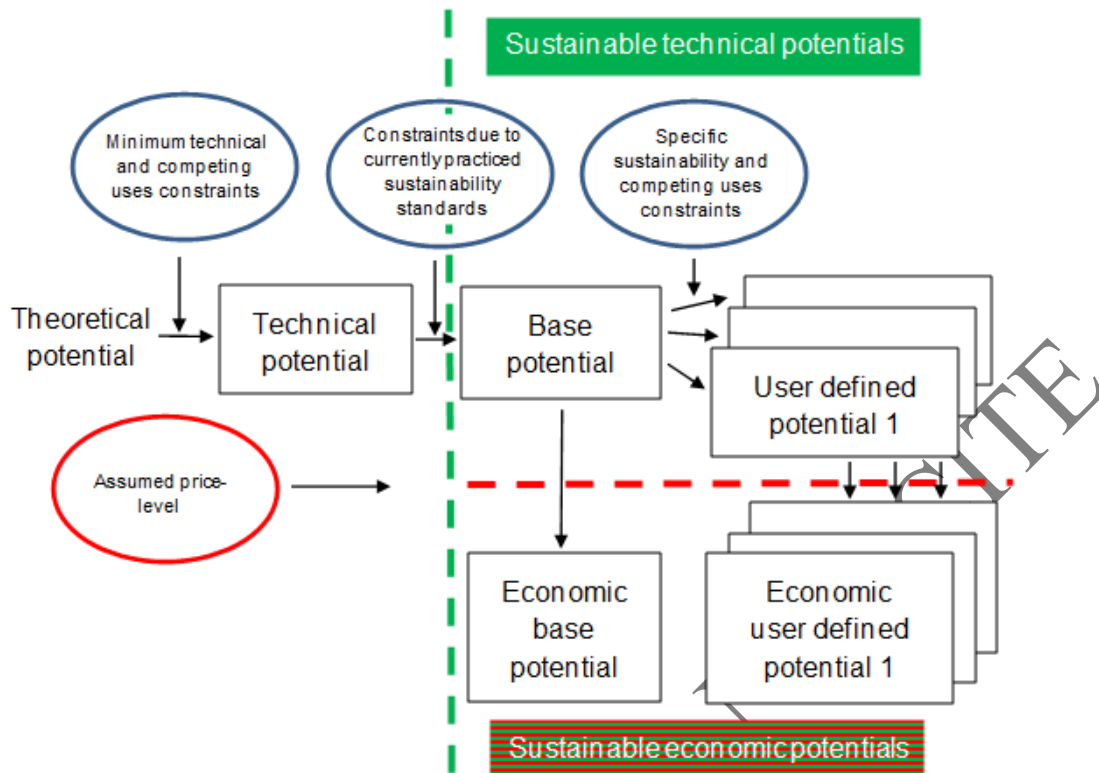 Sustainable technical potentials
Minimum technical
and competing
uses constraints
Constraints due to
currently practiced
sustainability
standards
Specific
sustainability and
competing uses
constraints
Theoretical
potential
Technical
potential
Base
potential
User defined
potential 1
Assumed price-
level
Economic
base
potential
Economic
user defined
potential 1
Sustainable economic potentials